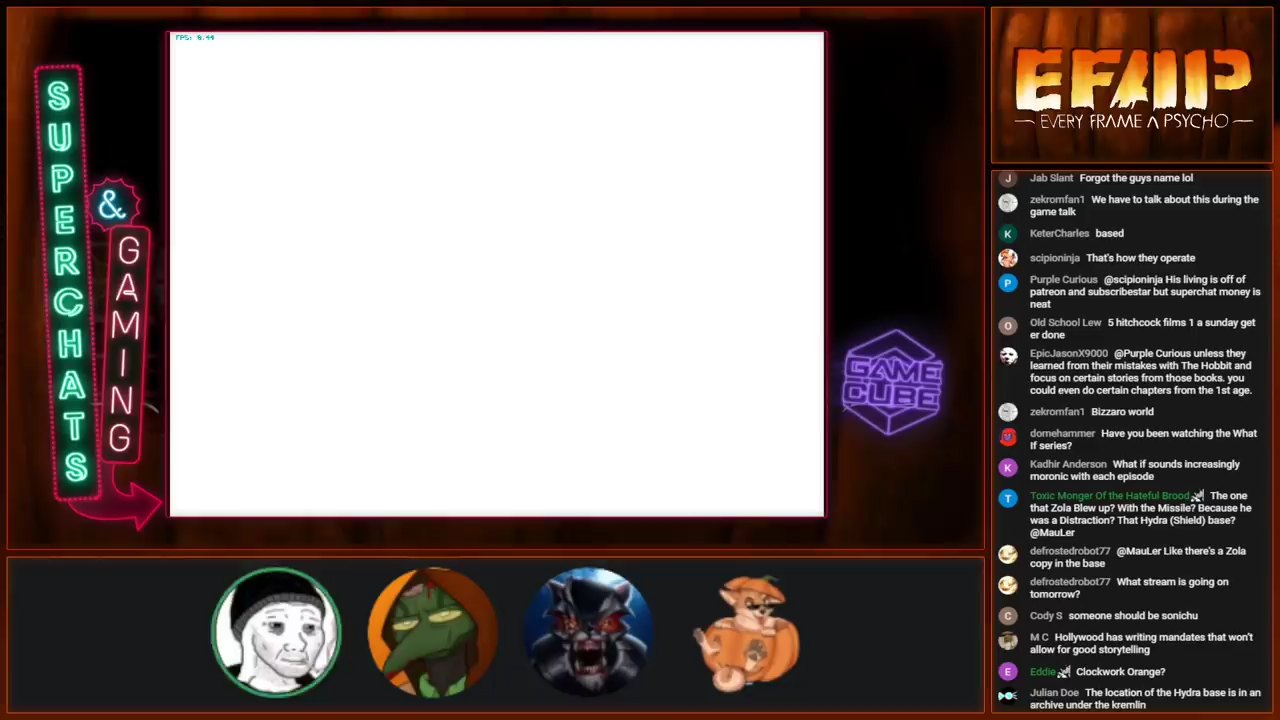 FPS: 0.44
SUPERCHATS
&
GAMING
GAME
CUBE
EFAP
EVERY FRAME A PSYCHO
J Jab Slant Forgot the guys name lol
zekromfan1 We have to talk about this during the
game talk
K KeterCharles based
scipioninja That's how they operate
P Purple Curious @scipioninja His living is off of
patreon and subscribestar but superchat money is
neat
O Old School Lew 5 hitchcock films 1 a sunday get
er done
EpicJasonX9000 @Purple Curious unless they
learned from their mistakes with The Hobbit and
focus on certain stories from those books. you
could even do certain chapters from the 1st age.
zekromfan1 Bizzaro world
domehammer Have you been watching the What
If series?
K Kadhir Anderson What if sounds increasingly
moronic with each episode
T Toxic Monger Of the Hateful Brood The one
that Zola Blew up? With the Missile? Because he
was a Distraction? That Hydra (Shield) base?
@MauLer
defrostedrobot77 @MauLer Like there's a Zola
copy in the base
defrostedrobot77 What stream is going on
tomorrow?
C Cody S someone should be sonichu
M C Hollywood has writing mandates that won't
allow for good storytelling
E Eddie Clockwork Orange?
Julian Doe The location of the Hydra base is in an
archive under the kremlin